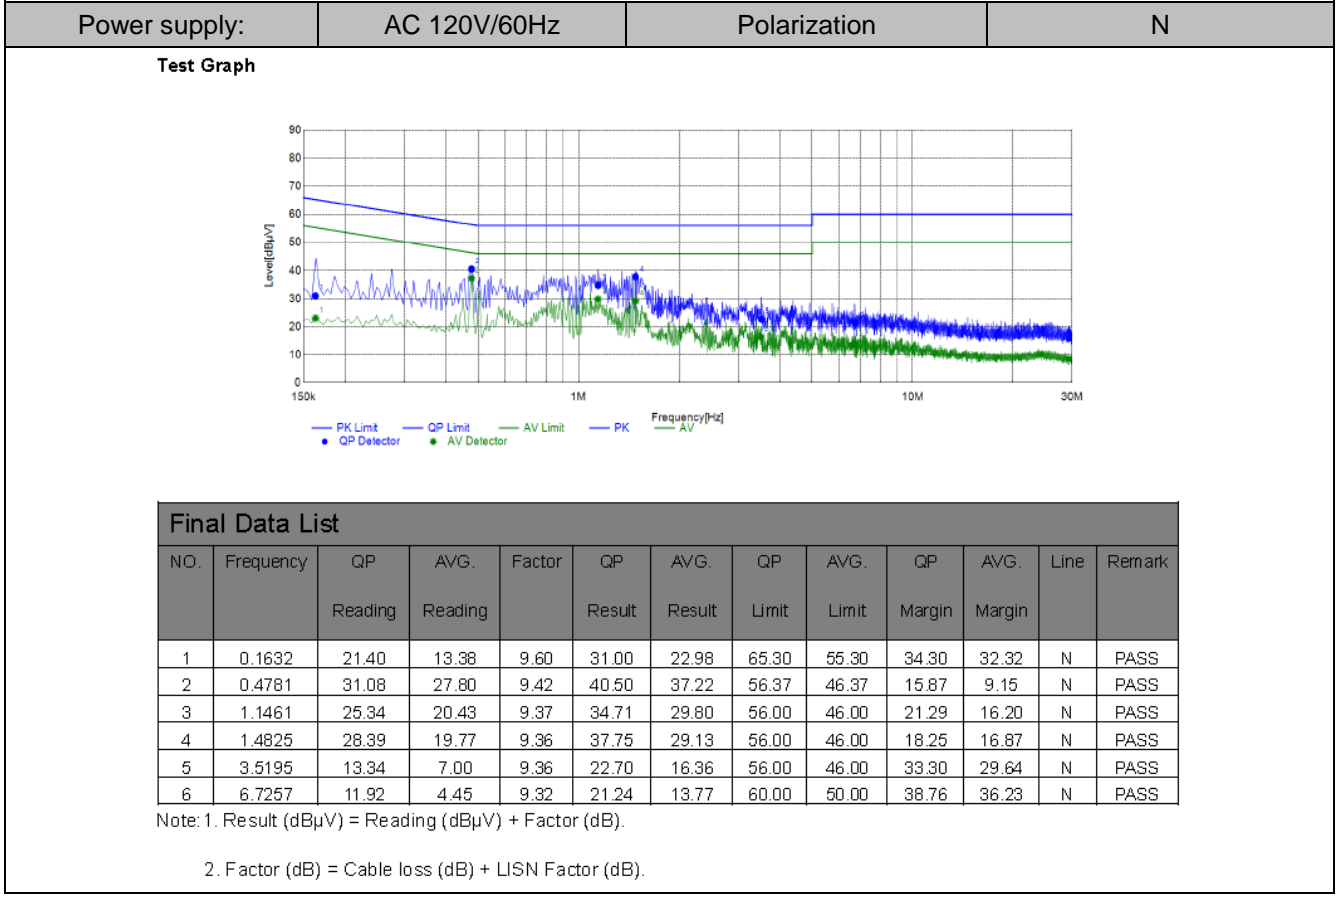 Power supply: AC 120V/60Hz Polarization N
Test Graph
90
80
70
60
50
40
30
20
10
0
Level[dBµV]
150k 1M 10M 30M
Frequency[Hz]
PK Limit QP Limit AV Limit PK AV
QP Detector AV Detector
Final Data List
NO. Frequency QP Reading AVG. Reading Factor QP Result AVG. Result QP Limit AVG. Limit QP Margin AVG. Margin Line Remark
1 0.1632 21.40 13.38 9.60 31.00 22.98 65.30 55.30 34.30 32.32 N PASS
2 0.4781 31.08 27.80 9.42 40.50 37.22 56.37 46.37 15.87 9.15 N PASS
3 1.1461 25.34 20.43 9.37 34.71 29.80 56.00 46.00 21.29 16.20 N PASS
4 1.4825 28.39 19.77 9.36 37.75 29.13 56.00 46.00 18.25 16.87 N PASS
5 3.5195 13.34 7.00 9.36 22.70 16.36 56.00 46.00 33.30 29.64 N PASS
6 6.7257 11.92 4.45 9.32 21.24 13.77 60.00 50.00 38.76 36.23 N PASS
Note:1. Result (dBµV) = Reading (dBµV) + Factor (dB).
2. Factor (dB) = Cable loss (dB) + LISN Factor (dB).